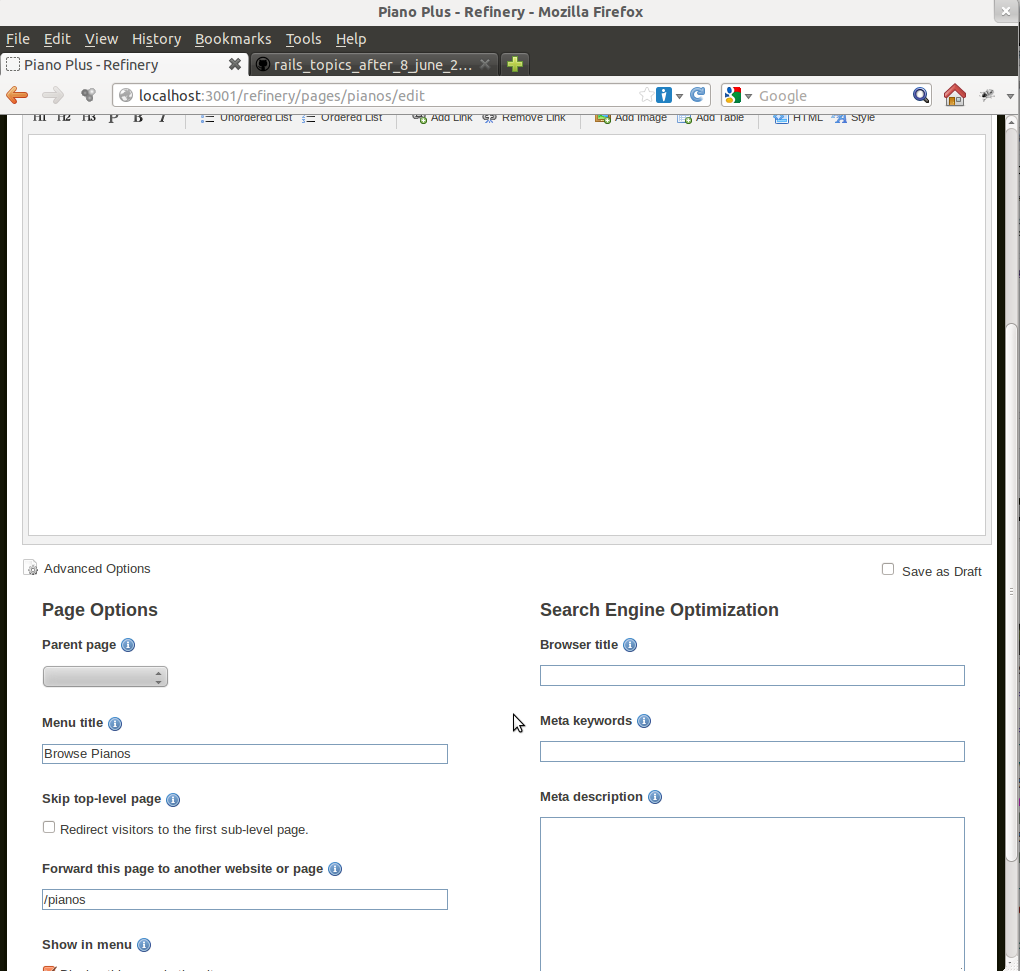 Piano Plus - Refinery - Mozilla Firefox
File Edit View History Bookmarks Tools Help
Piano Plus - Refinery rails_topics_after_8_june_2...
localhost:3001/refinery/pages/pianos/edit Google
H1 H2 H3 P B I Unordered List Ordered List Add Link Remove Link Add Image Add Table HTML Style
Advanced Options Save as Draft
Page Options Search Engine Optimization
Parent page Browser title
Menu title Meta keywords
Browse Pianos
Skip top-level page Meta description
Redirect visitors to the first sub-level page.
Forward this page to another website or page
/pianos
Show in menu